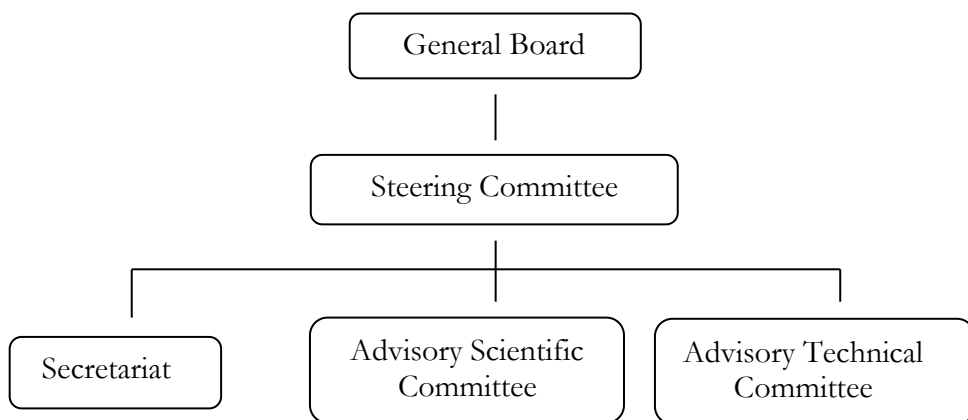 General Board
Steering Committee
Secretariat
Advisory Scientific
Committee
Advisory Technical
Committee